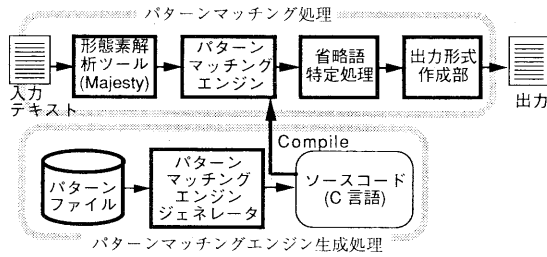 パターンマッチング処理
形態素解
析ツール
(Majesty)
パターン
マッチング
エンジン
省略語
特定処理
出力形式
作成部
入力
テキスト
出力
Compile
パターン
ファイル
パターン
マッチング
エンジン
ジェネレータ
ソースコード
(C 言語)
パターンマッチングエンジン生成処理